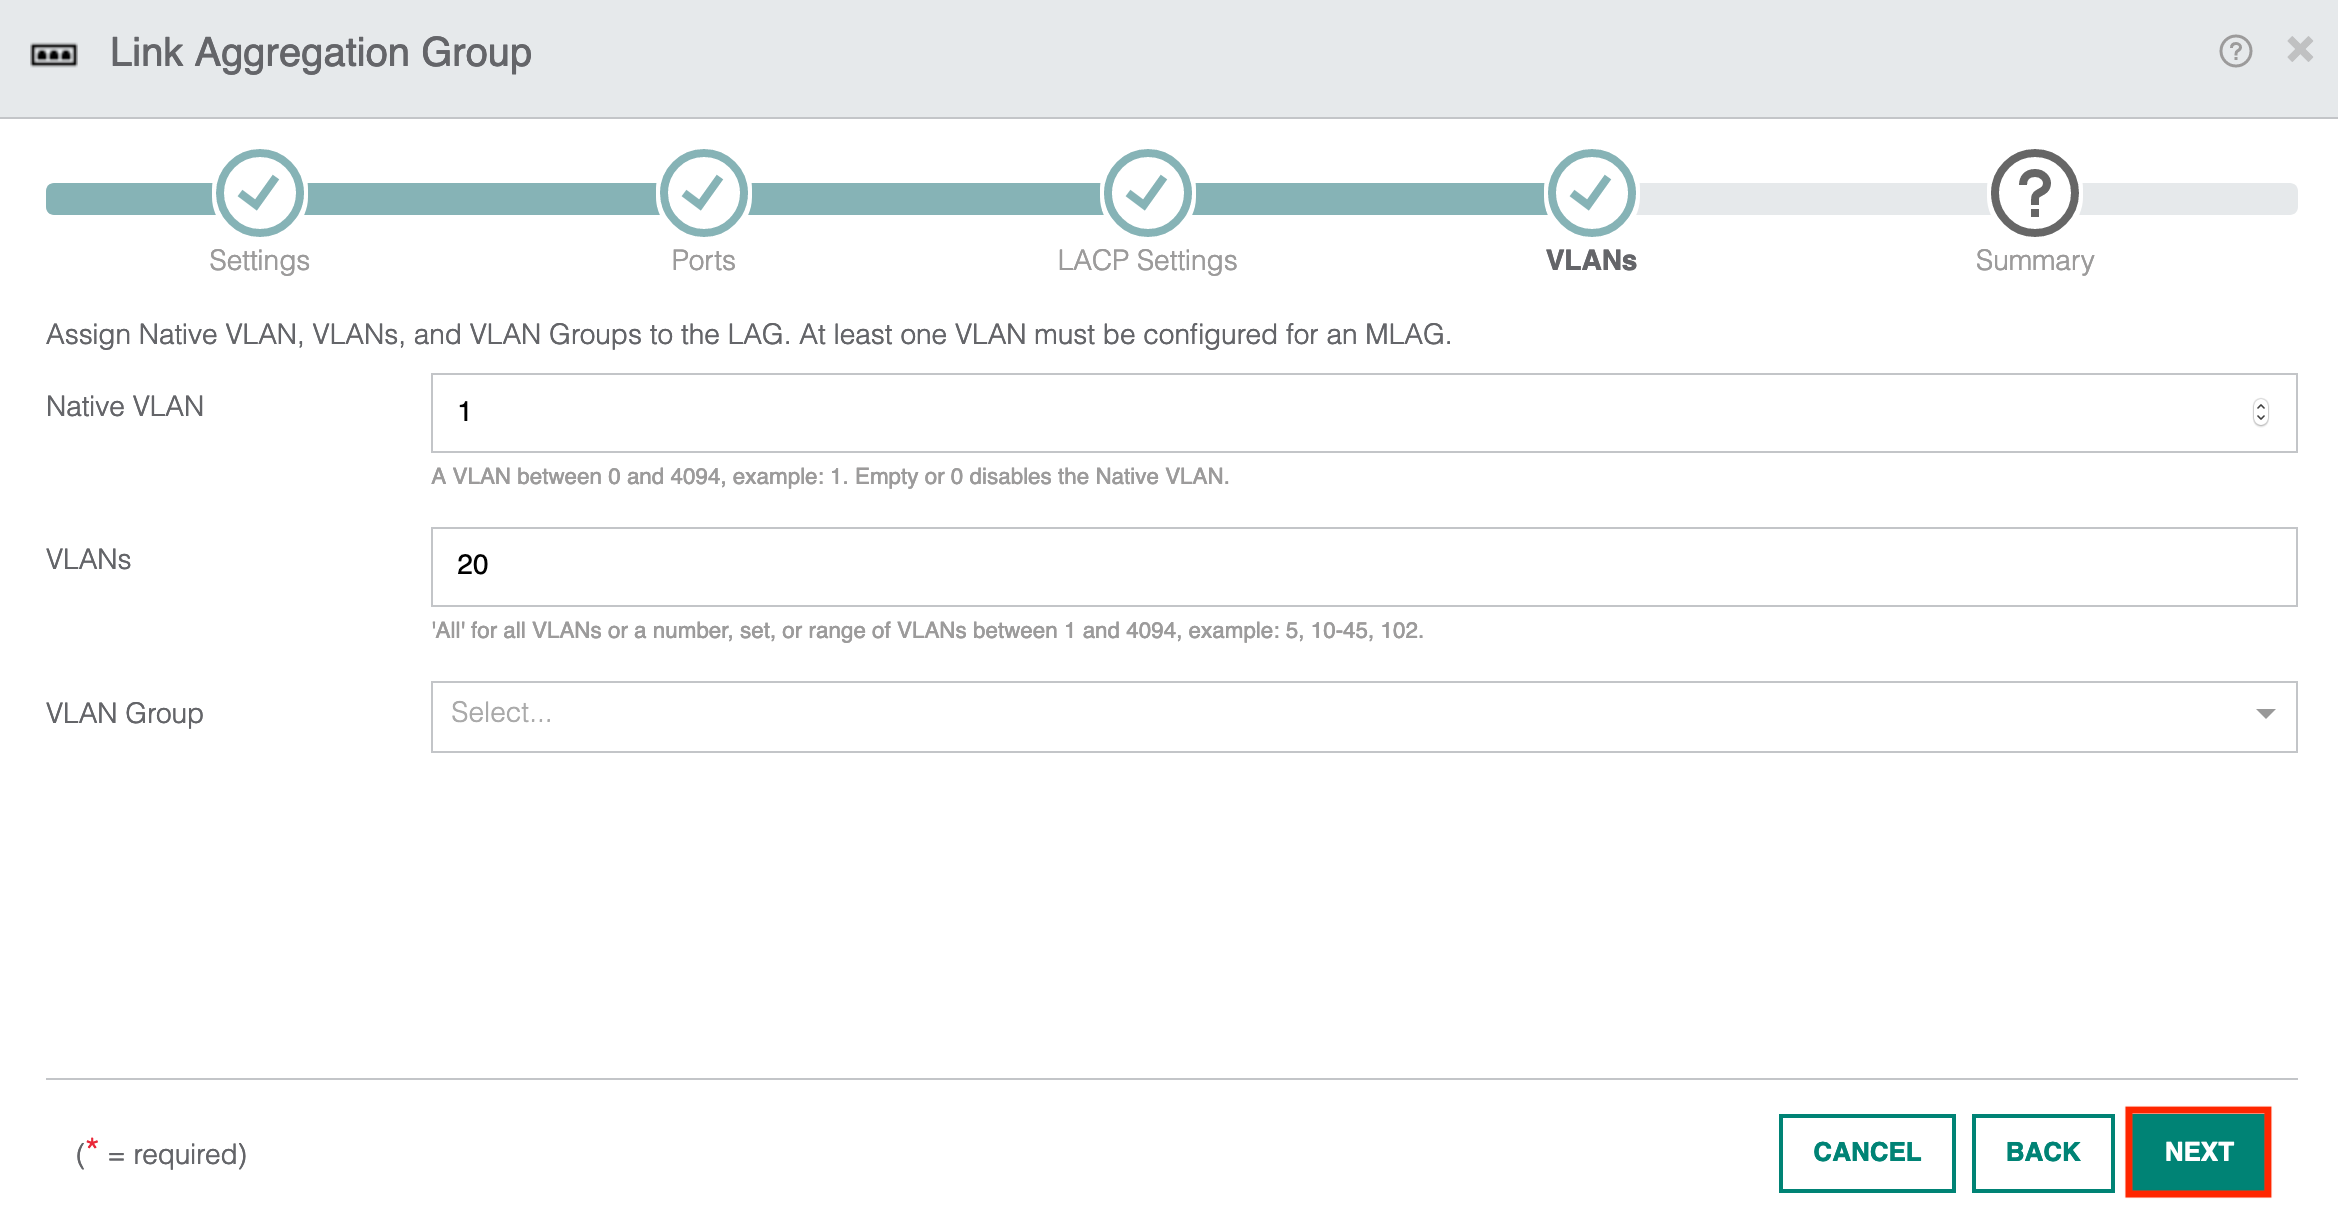 Link Aggregation Group
?
Settings
Ports
LACP Settings
VLANs
?
Summary
Assign Native VLAN, VLANs, and VLAN Groups to the LAG. At least one VLAN must be configured for an MLAG.
Native VLAN
1
A VLAN between 0 and 4094, example: 1. Empty or 0 disables the Native VLAN.
VLANs
20
'All' for all VLANs or a number, set, or range of VLANs between 1 and 4094, example: 5, 10-45, 102.
VLAN Group
Select...
(* = required)
CANCEL
BACK
NEXT